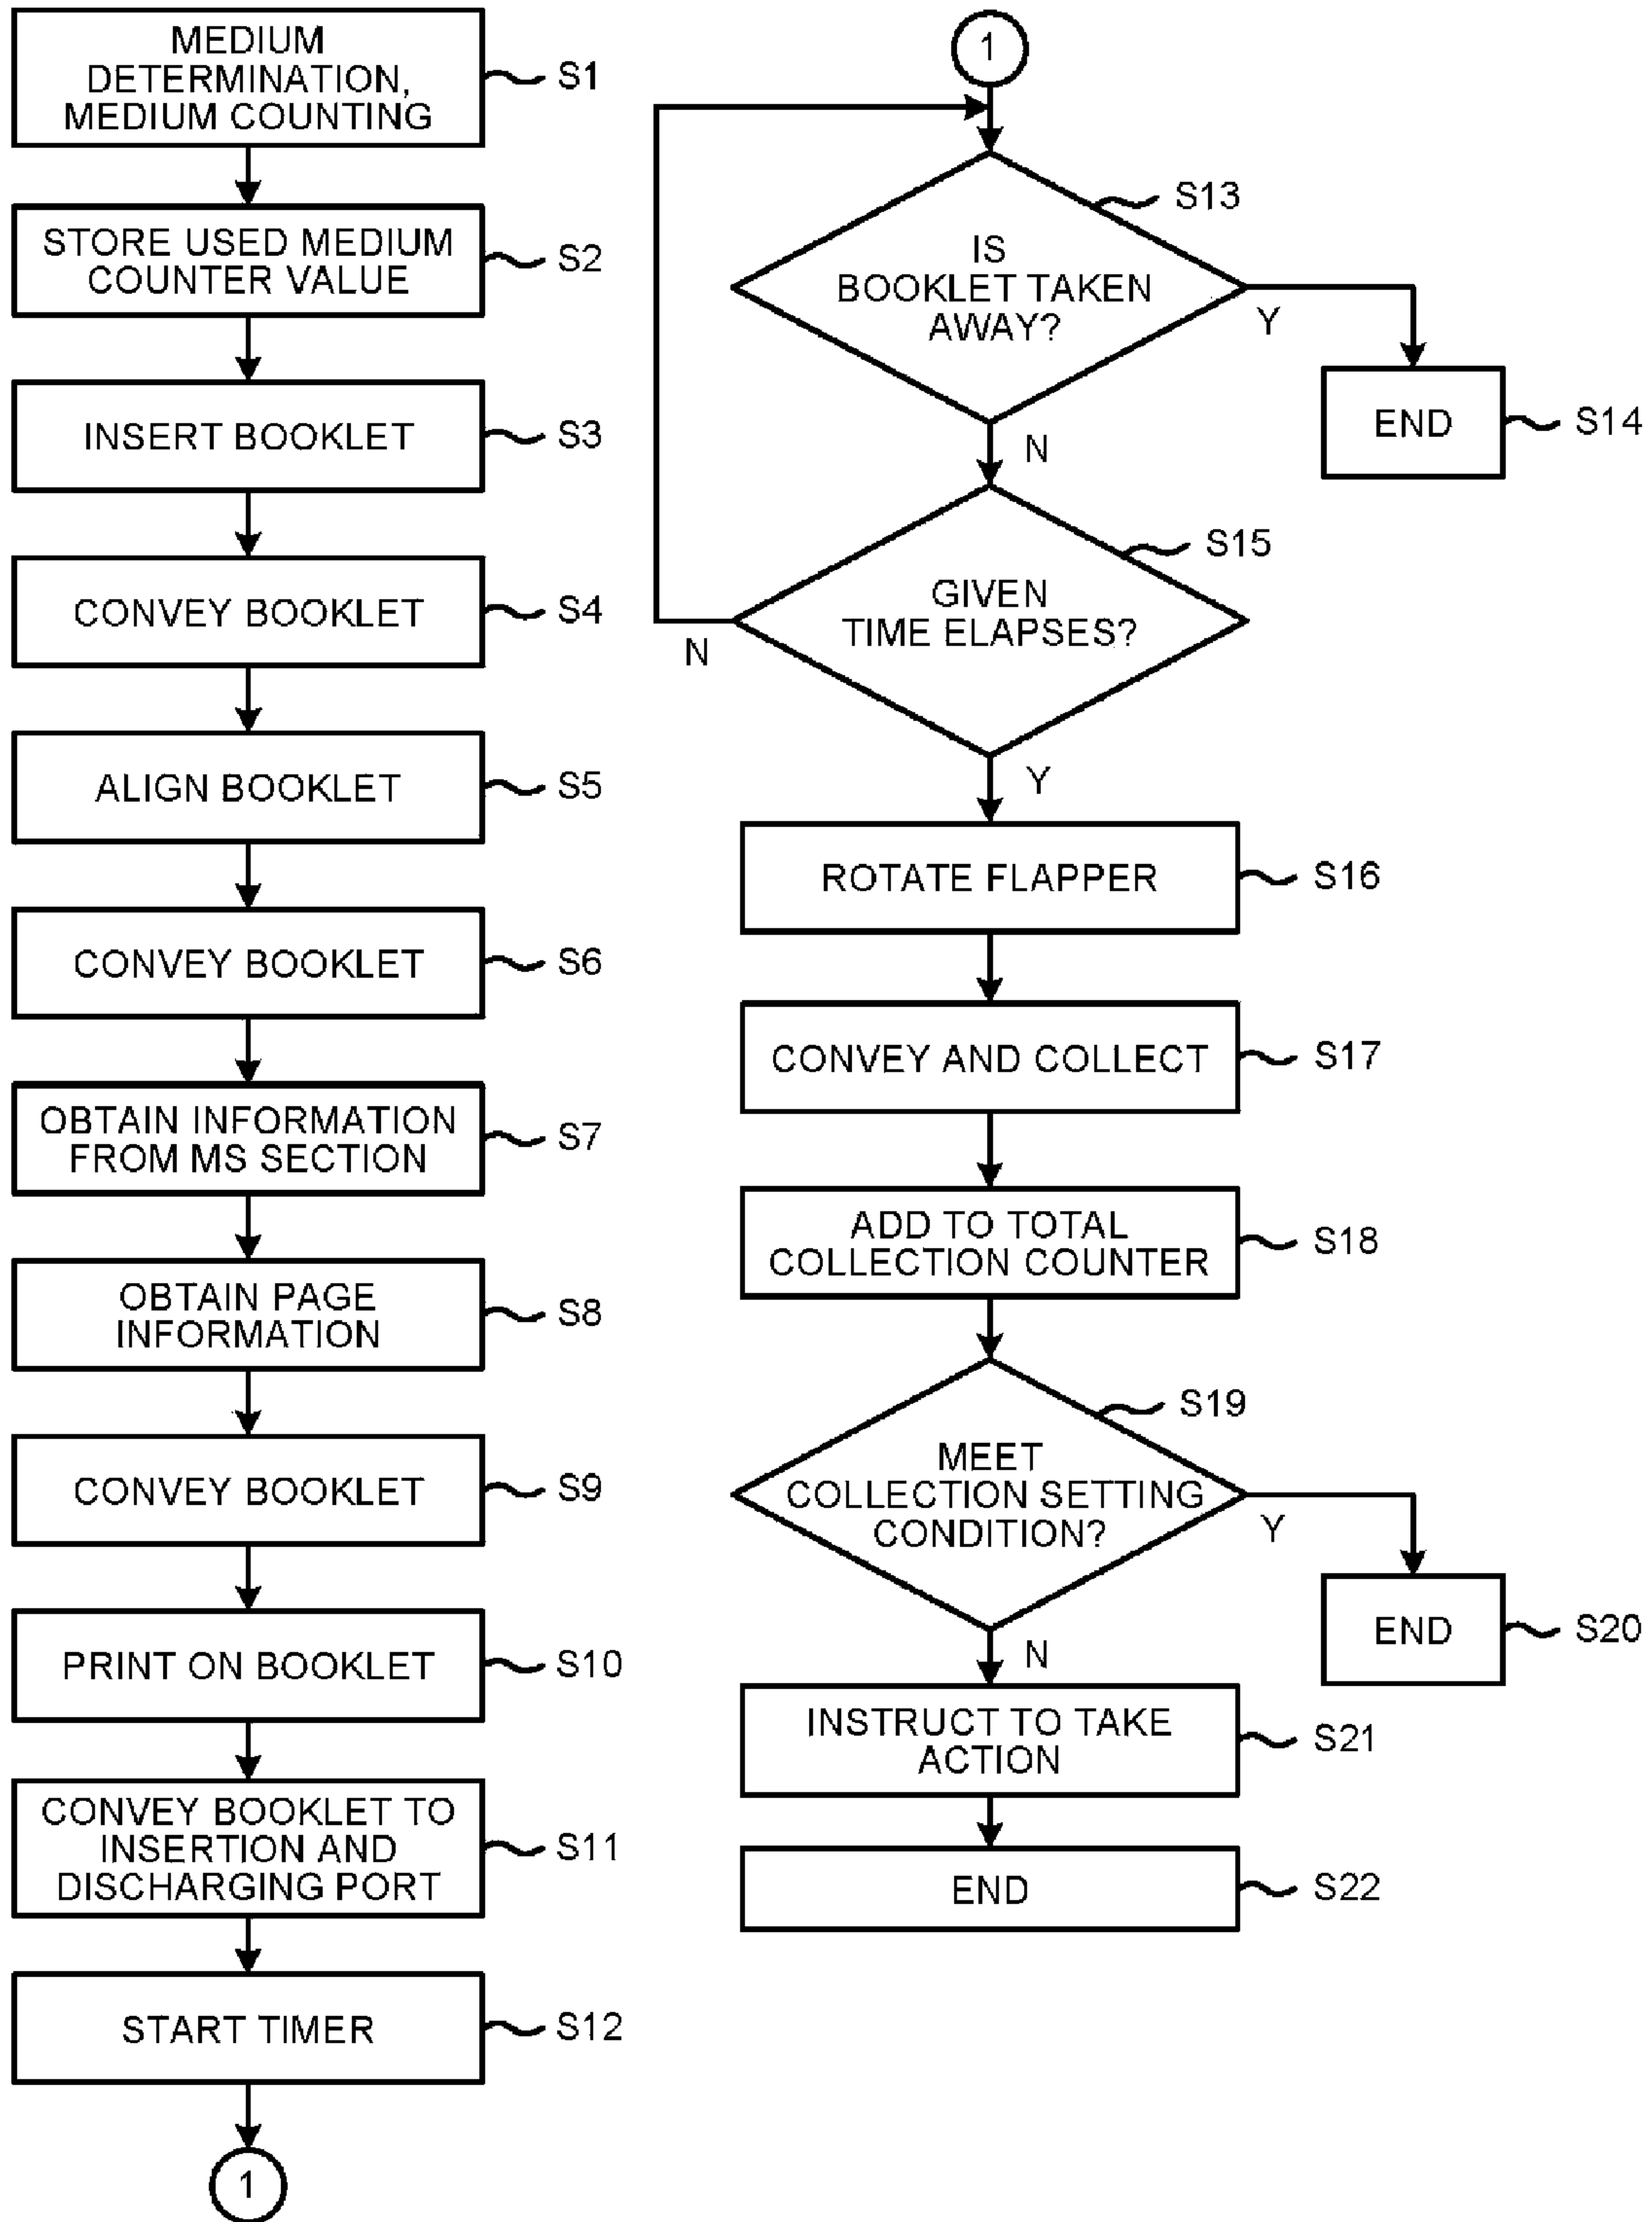 MEDIUM
DETERMINATION,
MEDIUM COUNTING
S1
STORE USED MEDIUM
COUNTER VALUE
S2
INSERT BOOKLET
S3
CONVEY BOOKLET
S4
ALIGN BOOKLET
S5
CONVEY BOOKLET
S6
OBTAIN INFORMATION
FROM MS SECTION
S7
OBTAIN PAGE
INFORMATION
S8
CONVEY BOOKLET
S9
PRINT ON BOOKLET
S10
CONVEY BOOKLET TO
INSERTION AND
DISCHARGING PORT
S11
START TIMER
S12
1
1
S13
IS
BOOKLET TAKEN
AWAY?
Y
END
S14
N
S15
GIVEN
TIME ELAPSES?
N
Y
ROTATE FLAPPER
S16
CONVEY AND COLLECT
S17
ADD TO TOTAL
COLLECTION COUNTER
S18
S19
MEET
COLLECTION SETTING
CONDITION?
Y
END
S20
N
INSTRUCT TO TAKE
ACTION
S21
END
S22